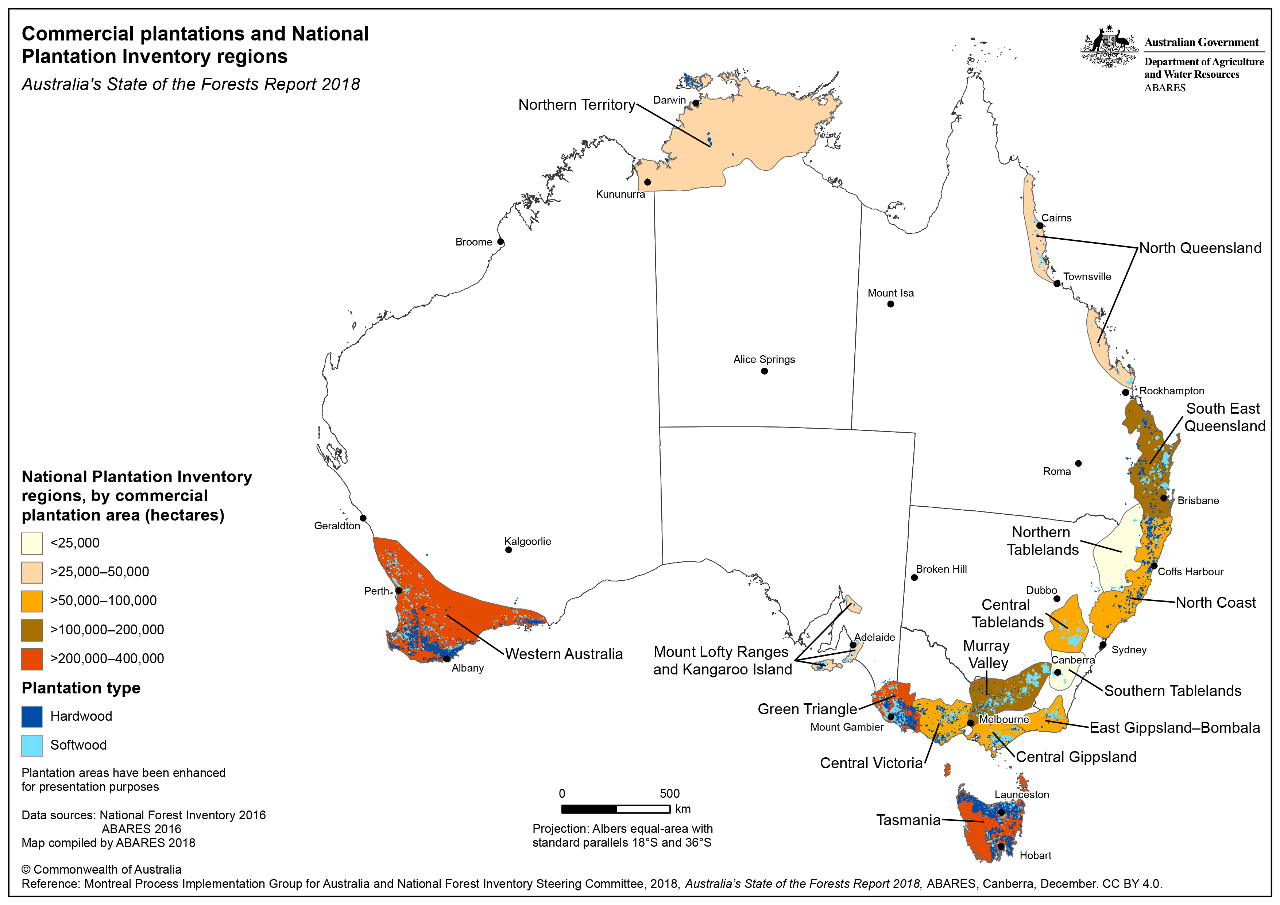 Commercial plantations and National
Plantation Inventory regions
Australia's State of the Forests Report 2018
Australian Government
Department of Agriculture
and Water Resources
ABARES
Darwin
Northern Territory
Kununurra
Broome
Cairns
North Queensland
Townsville
Mount Isa
Alice Springs
Rockhampton
South East
Queensland
Roma
Brisbane
National Plantation Inventory
regions, by commercial
plantation area (hectares)
<25,000
>25,000–50,000
>50,000–100,000
>100,000–200,000
>200,000–400,000
Plantation type
Hardwood
Softwood
Plantation areas have been enhanced
for presentation purposes
Data sources: National Forest Inventory 2016
ABARES 2016
Map compiled by ABARES 2018
Geraldton
Kalgoorlie
Perth
Albany
Western Australia
Northern
Tablelands
Broken Hill
Coffs Harbour
Dubbo
North Coast
Central
Tablelands
Adelaide
Sydney
Mount Lofty Ranges
and Kangaroo Island
Murray
Valley
Canberra
Southern Tablelands
Green Triangle
Mount Gambier
Melbourne
East Gippsland–Bombala
Central Victoria
Central Gippsland
Launceston
Tasmania
Hobart
0
500
km
Projection: Albers equal-area with
standard parallels 18°S and 36°S
© Commonwealth of Australia
Reference: Montreal Process Implementation Group for Australia and National Forest Inventory Steering Committee, 2018, Australia's State of the Forests Report 2018, ABARES, Canberra, December. CC BY 4.0.